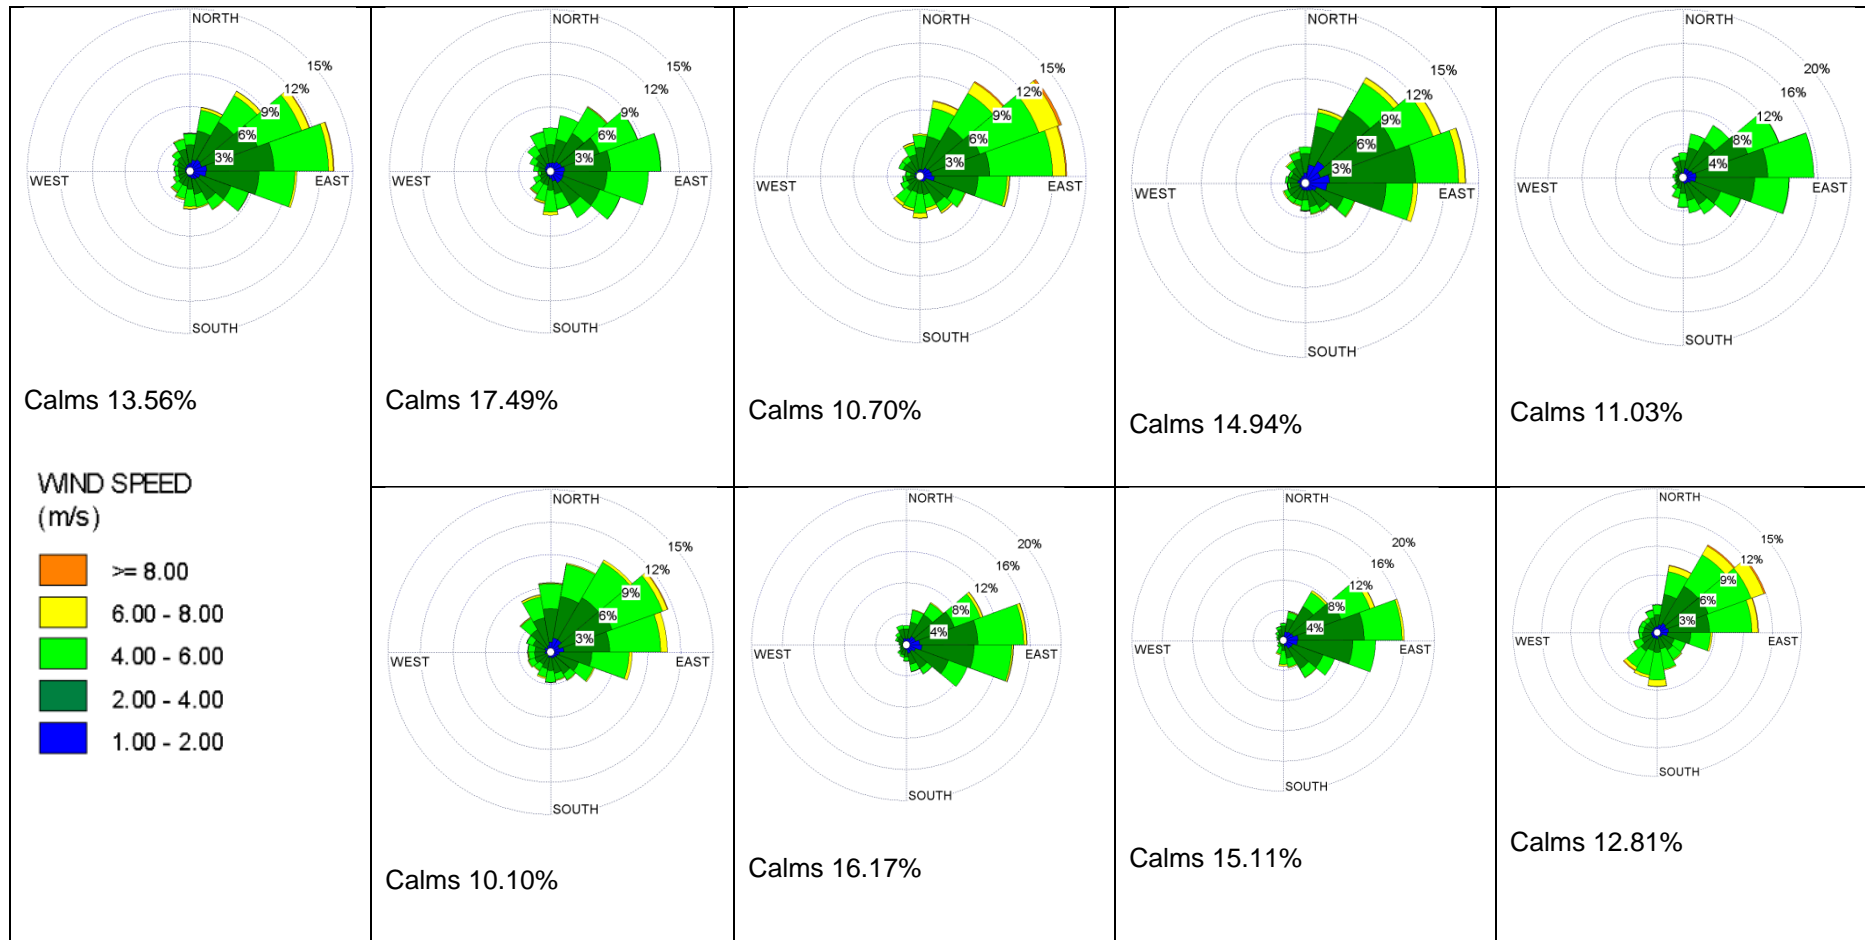 NORTH
15%
12%
9%
6%
3%
WEST
EAST
SOUTH
Calms 13.56%
WIND SPEED
(m/s)
>= 8.00
6.00 - 8.00
4.00 - 6.00
2.00 - 4.00
1.00 - 2.00
NORTH
15%
12%
9%
6%
3%
WEST
EAST
SOUTH
Calms 17.49%
NORTH
15%
12%
9%
6%
3%
WEST
EAST
SOUTH
Calms 10.70%
NORTH
15%
12%
9%
6%
3%
WEST
EAST
SOUTH
Calms 14.94%
NORTH
20%
16%
12%
8%
4%
WEST
EAST
SOUTH
Calms 11.03%
NORTH
15%
12%
9%
6%
3%
WEST
EAST
SOUTH
Calms 10.10%
NORTH
20%
16%
12%
8%
4%
WEST
EAST
SOUTH
Calms 16.17%
NORTH
20%
16%
12%
8%
4%
WEST
EAST
SOUTH
Calms 15.11%
NORTH
15%
12%
9%
6%
3%
WEST
EAST
SOUTH
Calms 12.81%